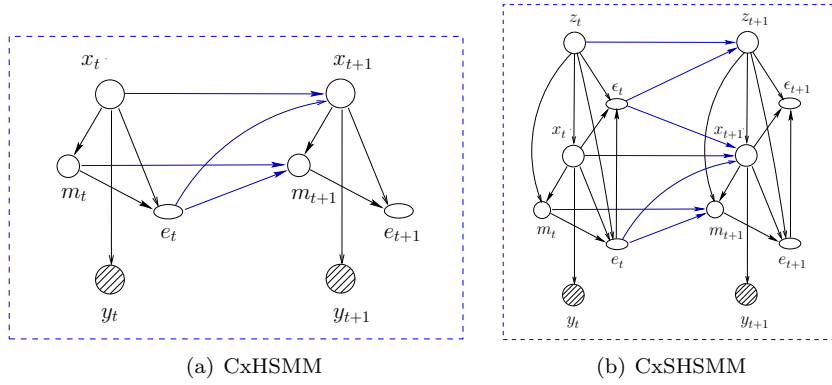 x_t x_{t+1}
m_t m_{t+1}
e_t e_{t+1}
y_t y_{t+1}
(a) CxHSMM
z_t z_{t+1}
ϵ_t ϵ_{t+1}
x_t x_{t+1}
m_t m_{t+1}
e_t e_{t+1}
y_t y_{t+1}
(b) CxSHSMM